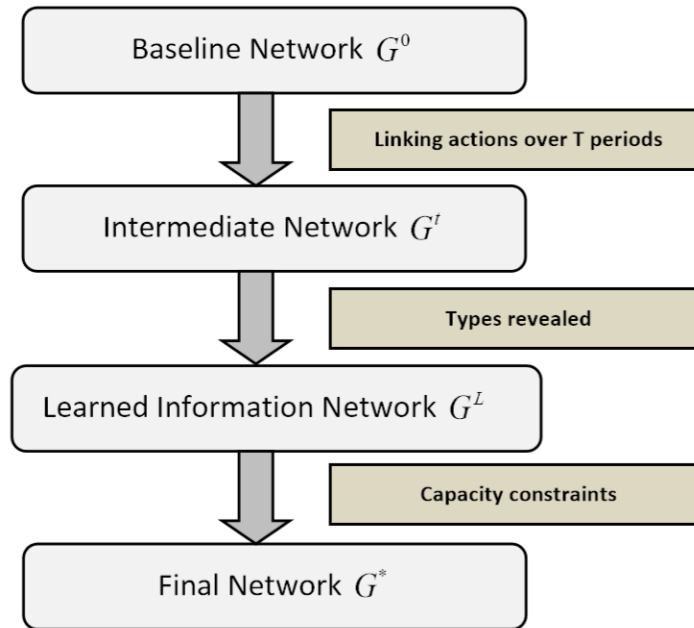 Baseline Network G⁰
Linking actions over T periods
Intermediate Network Gᵗ
Types revealed
Learned Information Network Gᴸ
Capacity constraints
Final Network G*